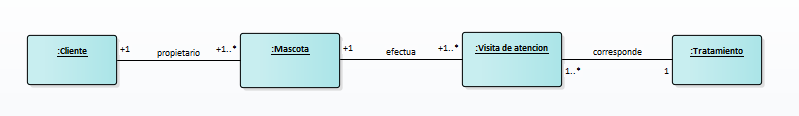 :Cliente
+1
propietario
+1..*
:Mascota
+1
efectua
+1..*
:Visita de atencion
1..*
corresponde
1
:Tratamiento